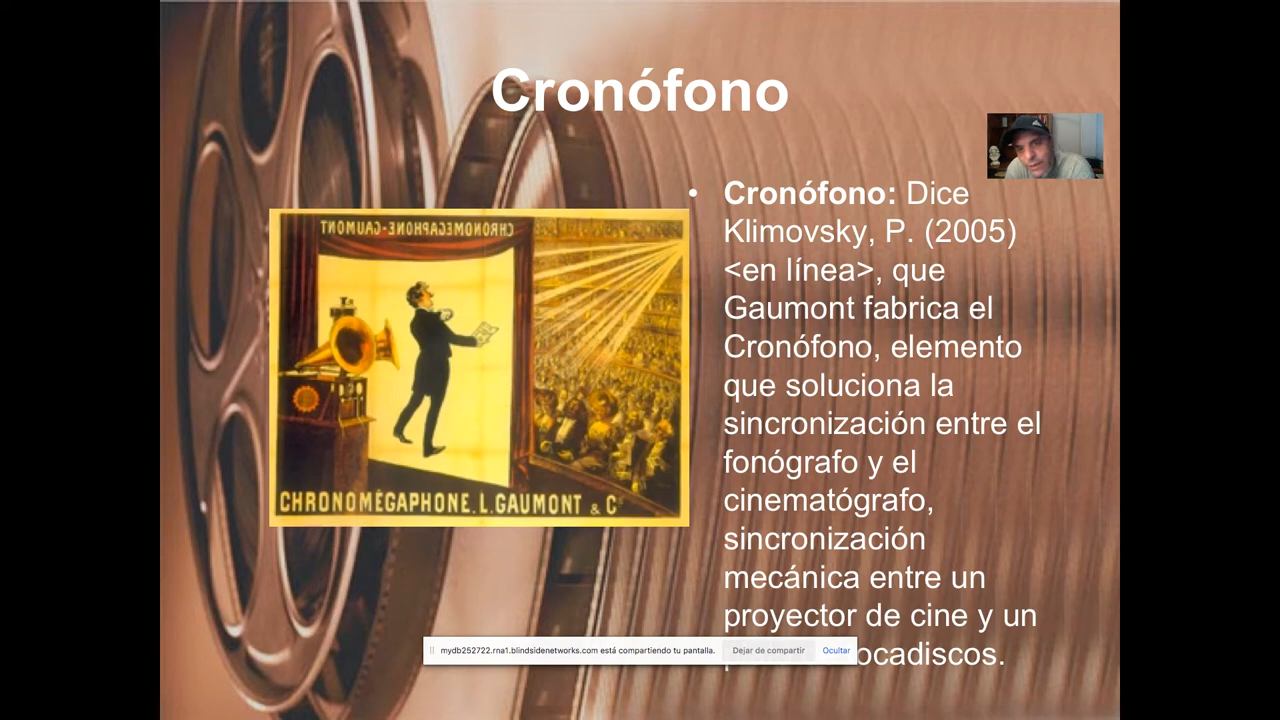 Cronófono
• Cronófono: Dice
Klimovsky, P. (2005)
<en línea>, que
Gaumont fabrica el
Cronófono, elemento
que soluciona la
sincronización entre el
fonógrafo y el
cinematógrafo,
sincronización
mecánica entre un
proyector de cine y un
ocadiscos.
CHRONOMÉGAPHONE-GAUMONT
CHRONOMÉGAPHONE. L. GAUMONT & Cⁱᵉ
mydb252722.rna1.blindsidenetworks.com está compartiendo tu pantalla. Dejar de compartir Ocultar